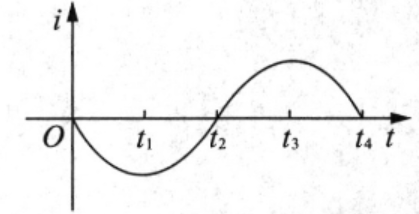 i
O t₁ t₂ t₃ t₄ t